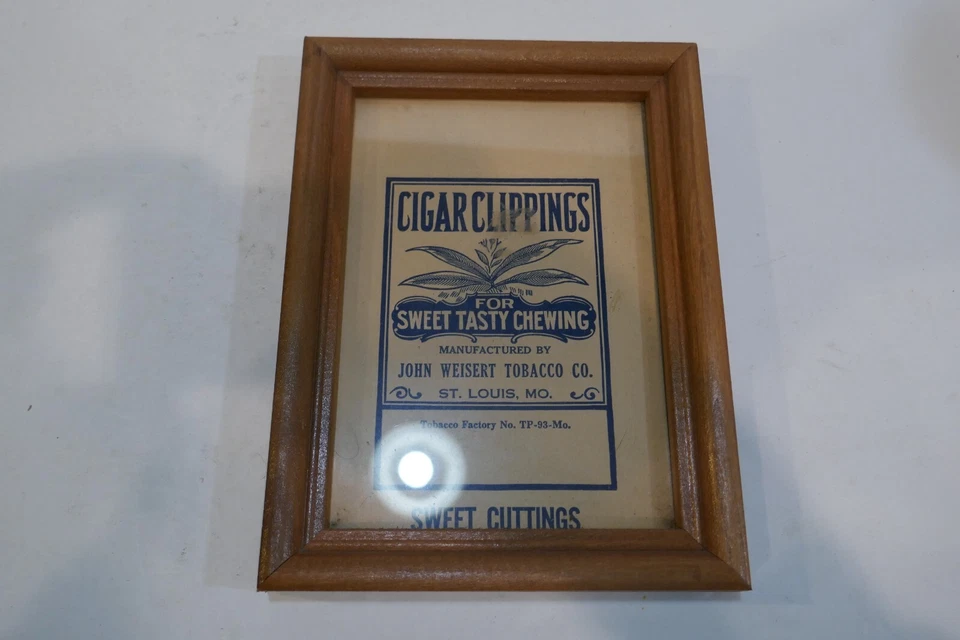 CIGAR CLIPPINGS
FOR
SWEET TASTY CHEWING
MANUFACTURED BY
JOHN WEISERT TOBACCO CO.
ST. LOUIS, MO.
Tobacco Factory No. TP-93-Mo.
SWEET CUTTINGS